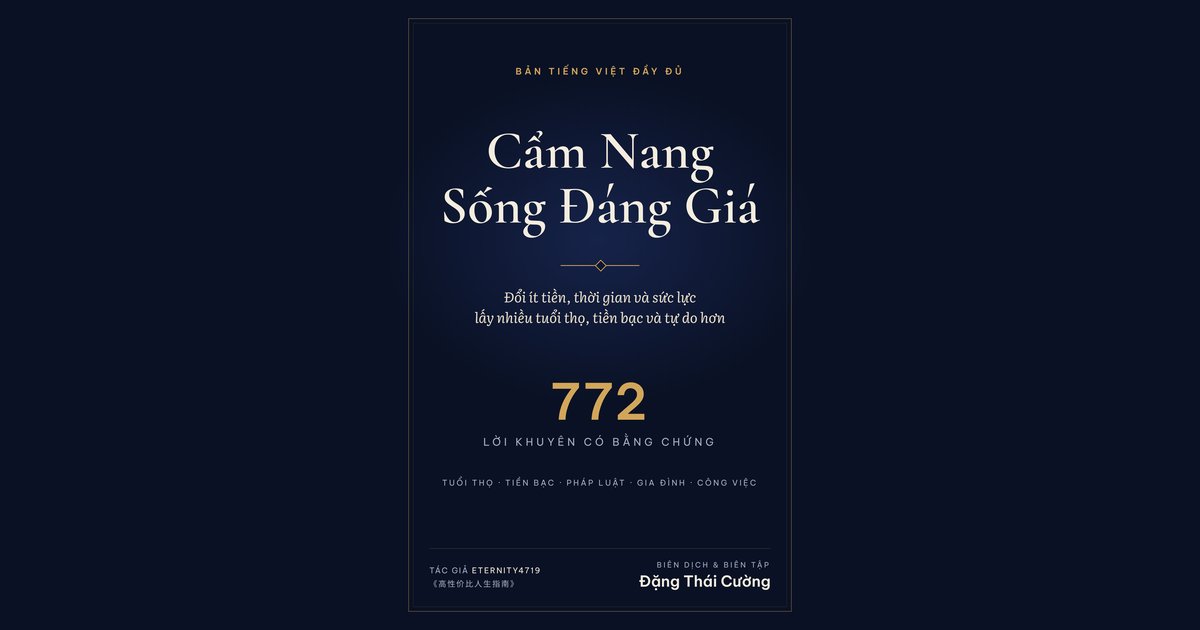 BẢN TIẾNG VIỆT ĐẦY ĐỦ
Cẩm Nang
Sống Đáng Giá
Đổi ít tiền, thời gian và sức lực
lấy nhiều tuổi thọ, tiền bạc và tự do hơn
772
LỜI KHUYÊN CÓ BẰNG CHỨNG
TUỔI THỌ · TIỀN BẠC · PHÁP LUẬT · GIA ĐÌNH · CÔNG VIỆC
TÁC GIẢ ETERNITY4719
《高性价比人生指南》
BIÊN DỊCH & BIÊN TẬP
Đặng Thái Cường